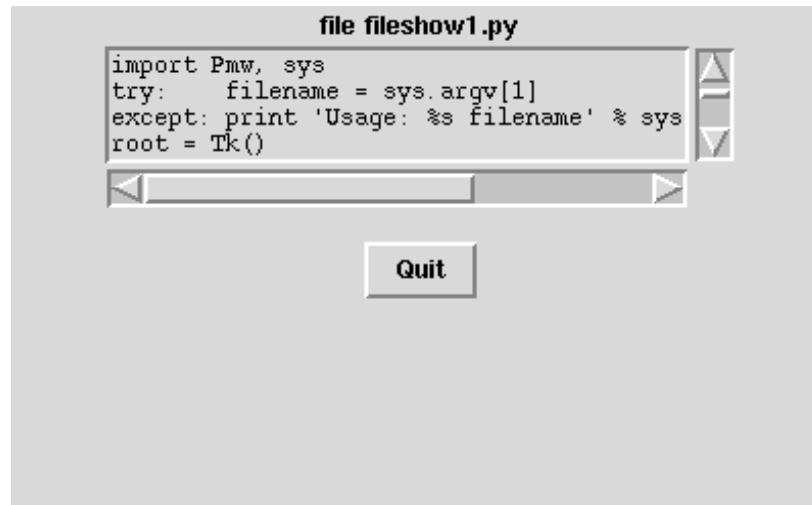 file fileshow1.py
import Pmw, sys
try:    filename = sys.argv[1]
except: print 'Usage: %s filename' % sys
root = Tk()
Quit